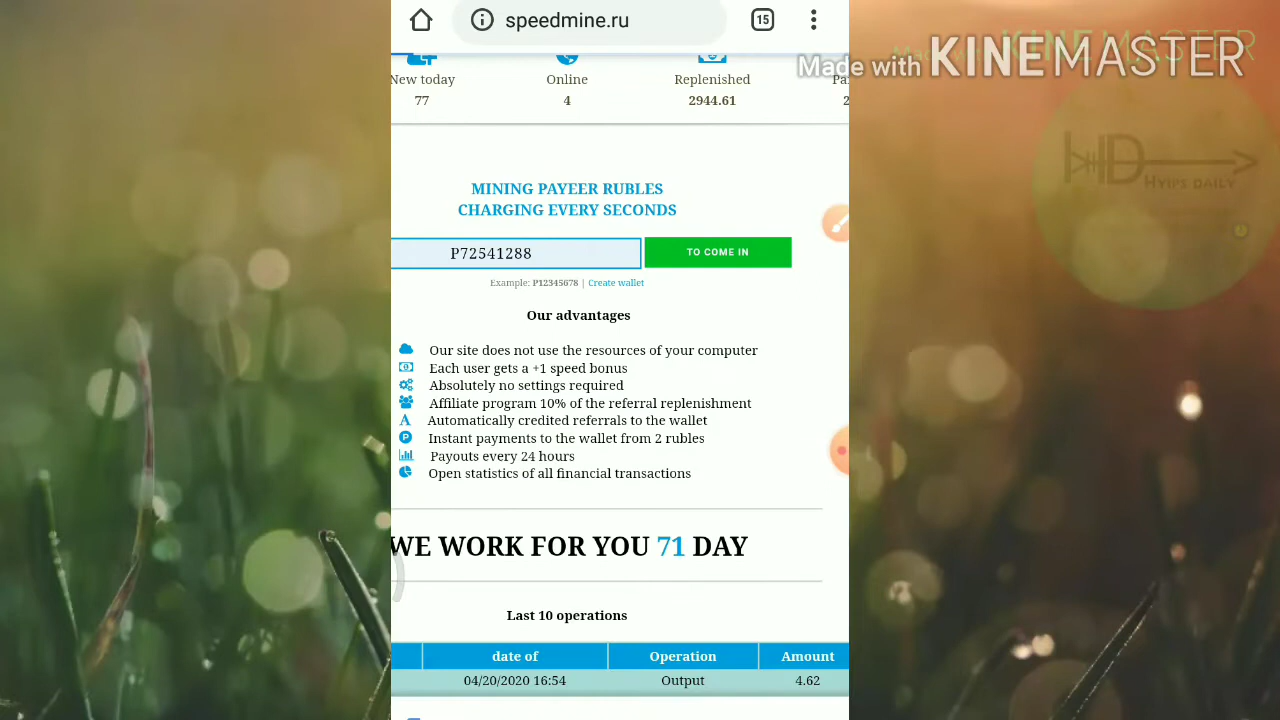 speedmine.ru
15
Made with KINEMASTER
New today
Online
Replenished
77
4
2944.61
MINING PAYEER RUBLES
CHARGING EVERY SECONDS
P72541288
TO COME IN
Example: P12345678 | Create wallet
Our advantages
Our site does not use the resources of your computer
Each user gets a +1 speed bonus
Absolutely no settings required
Affiliate program 10% of the referral replenishment
Automatically credited referrals to the wallet
Instant payments to the wallet from 2 rubles
Payouts every 24 hours
Open statistics of all financial transactions
WE WORK FOR YOU 71 DAY
Last 10 operations
date of
Operation
Amount
04/20/2020 16:54
Output
4.62
HD
HYIPS DAILY